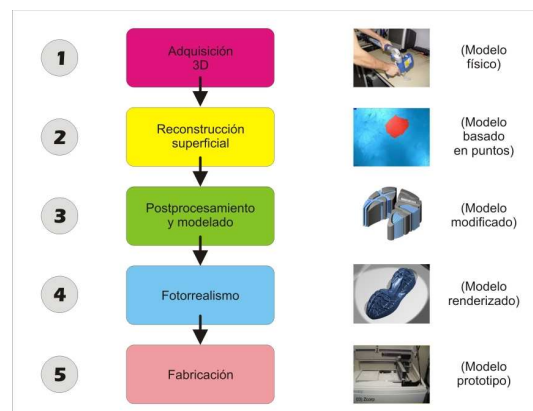 1
Adquisición
3D
(Modelo
físico)
2
Reconstrucción
superficial
(Modelo
basado
en puntos)
3
Postprocesamiento
y modelado
(Modelo
modificado)
4
Fotorrealismo
(Modelo
renderizado)
5
Fabricación
(Modelo
prototipo)